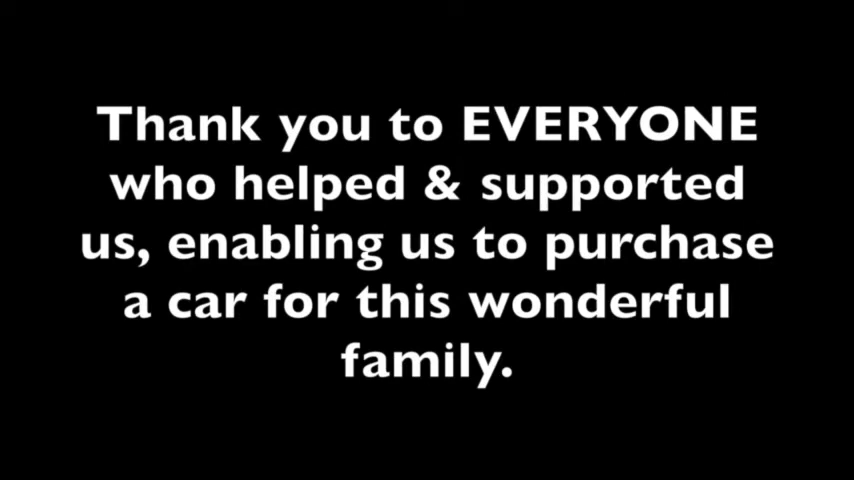 Thank you to EVERYONE
who helped & supported
us, enabling us to purchase
a car for this wonderful
family.